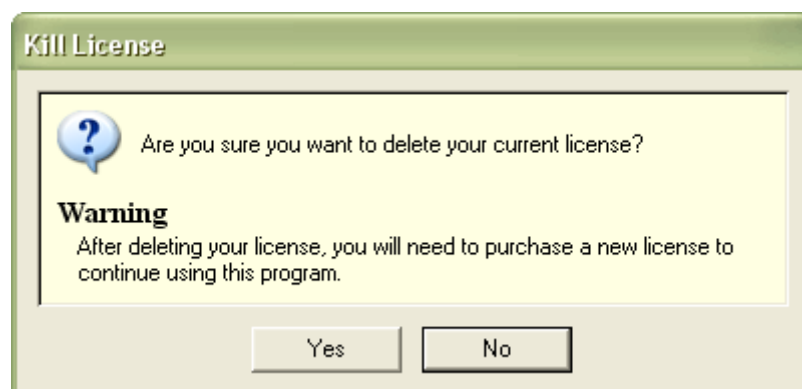 Kill License
Are you sure you want to delete your current license?
Warning
After deleting your license, you will need to purchase a new license to
continue using this program.
Yes
No